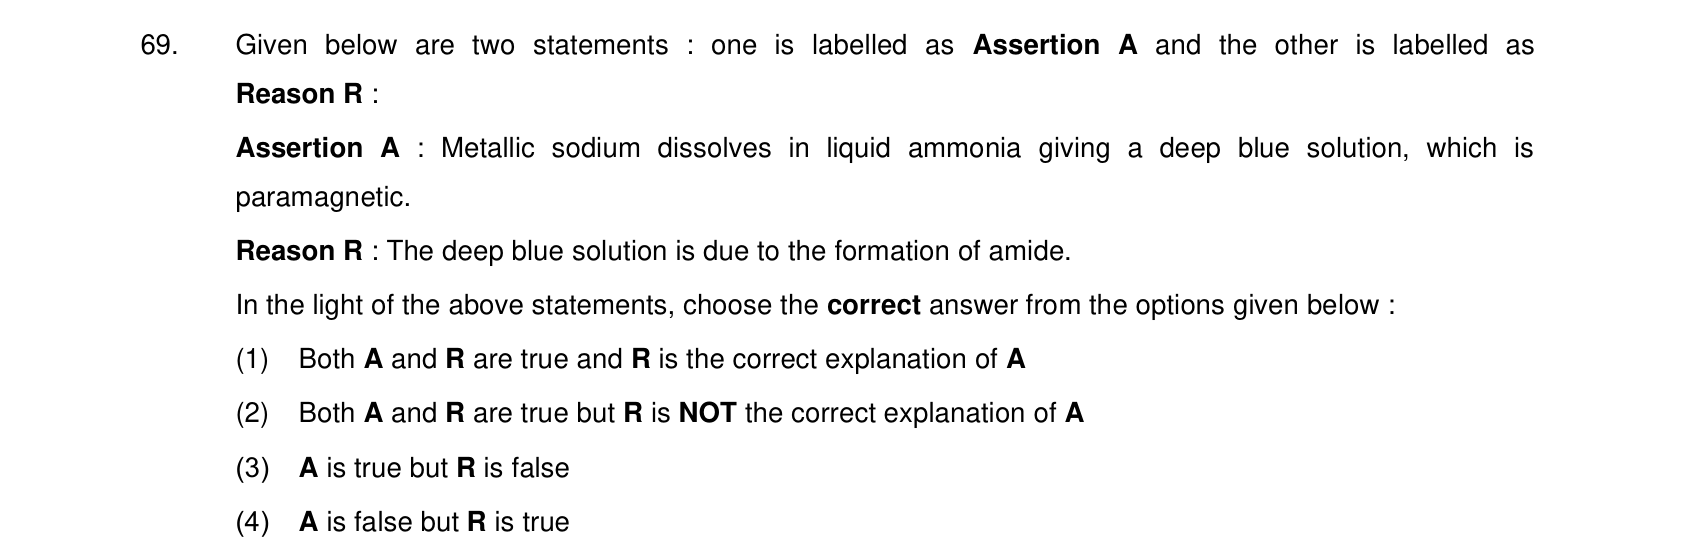 69. Given below are two statements : one is labelled as Assertion A and the other is labelled as
Reason R :
Assertion A : Metallic sodium dissolves in liquid ammonia giving a deep blue solution, which is
paramagnetic.
Reason R : The deep blue solution is due to the formation of amide.
In the light of the above statements, choose the correct answer from the options given below :
(1) Both A and R are true and R is the correct explanation of A
(2) Both A and R are true but R is NOT the correct explanation of A
(3) A is true but R is false
(4) A is false but R is true